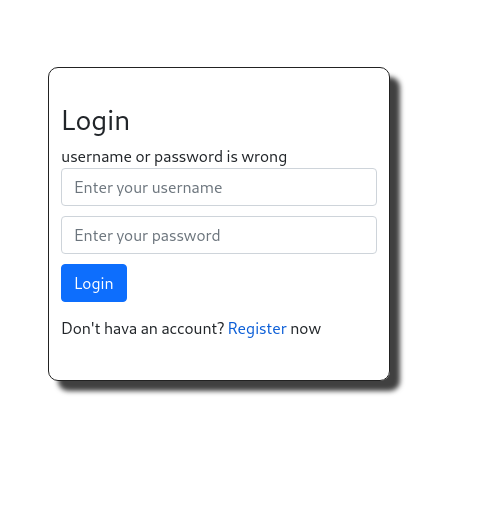 Login
username or password is wrong
Enter your username
Enter your password
Login
Don't hava an account? Register now